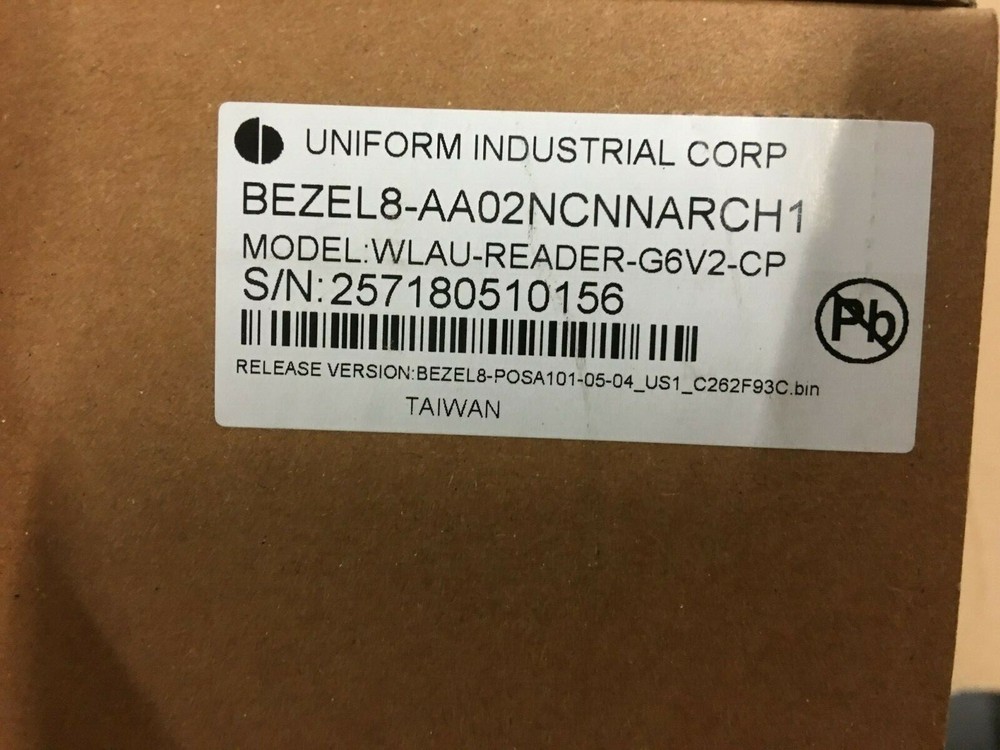 UNIFORM INDUSTRIAL CORP
BEZEL8-AA02NCNNARCH1
MODEL:WLAU-READER-G6V2-CP
S/N:257180510156
Pb
RELEASE VERSION:BEZEL8-POSA101-05-04_US1_C262F93C.bin
TAIWAN